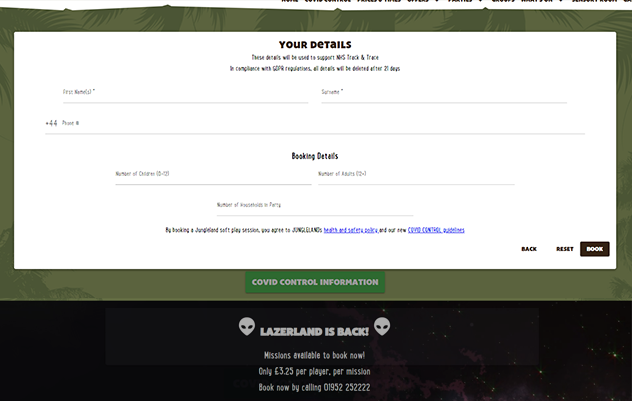 HOME COVID CONTROL PRICES & TIMES OFFERS PARTIES GROUPS WHAT'S ON SENSORY ROOM
Your Details
These details will be used to support NHS Track & Trace
In compliance with GDPR regulations, all details will be deleted after 21 days
First Name(s) * Surname *
+44 Phone #
Booking Details
Number of Children (0-12) Number of Adults (12+)
Number of Households in Party
By booking a Jungleland soft play session, you agree to JUNGLELANDs health and safety policy and our new COVID CONTROL guidelines.
BACK RESET BOOK
COVID CONTROL INFORMATION
LAZERLAND IS BACK!
Missions available to book now!
Only £3.25 per player, per mission
Book now by calling 01952 252222